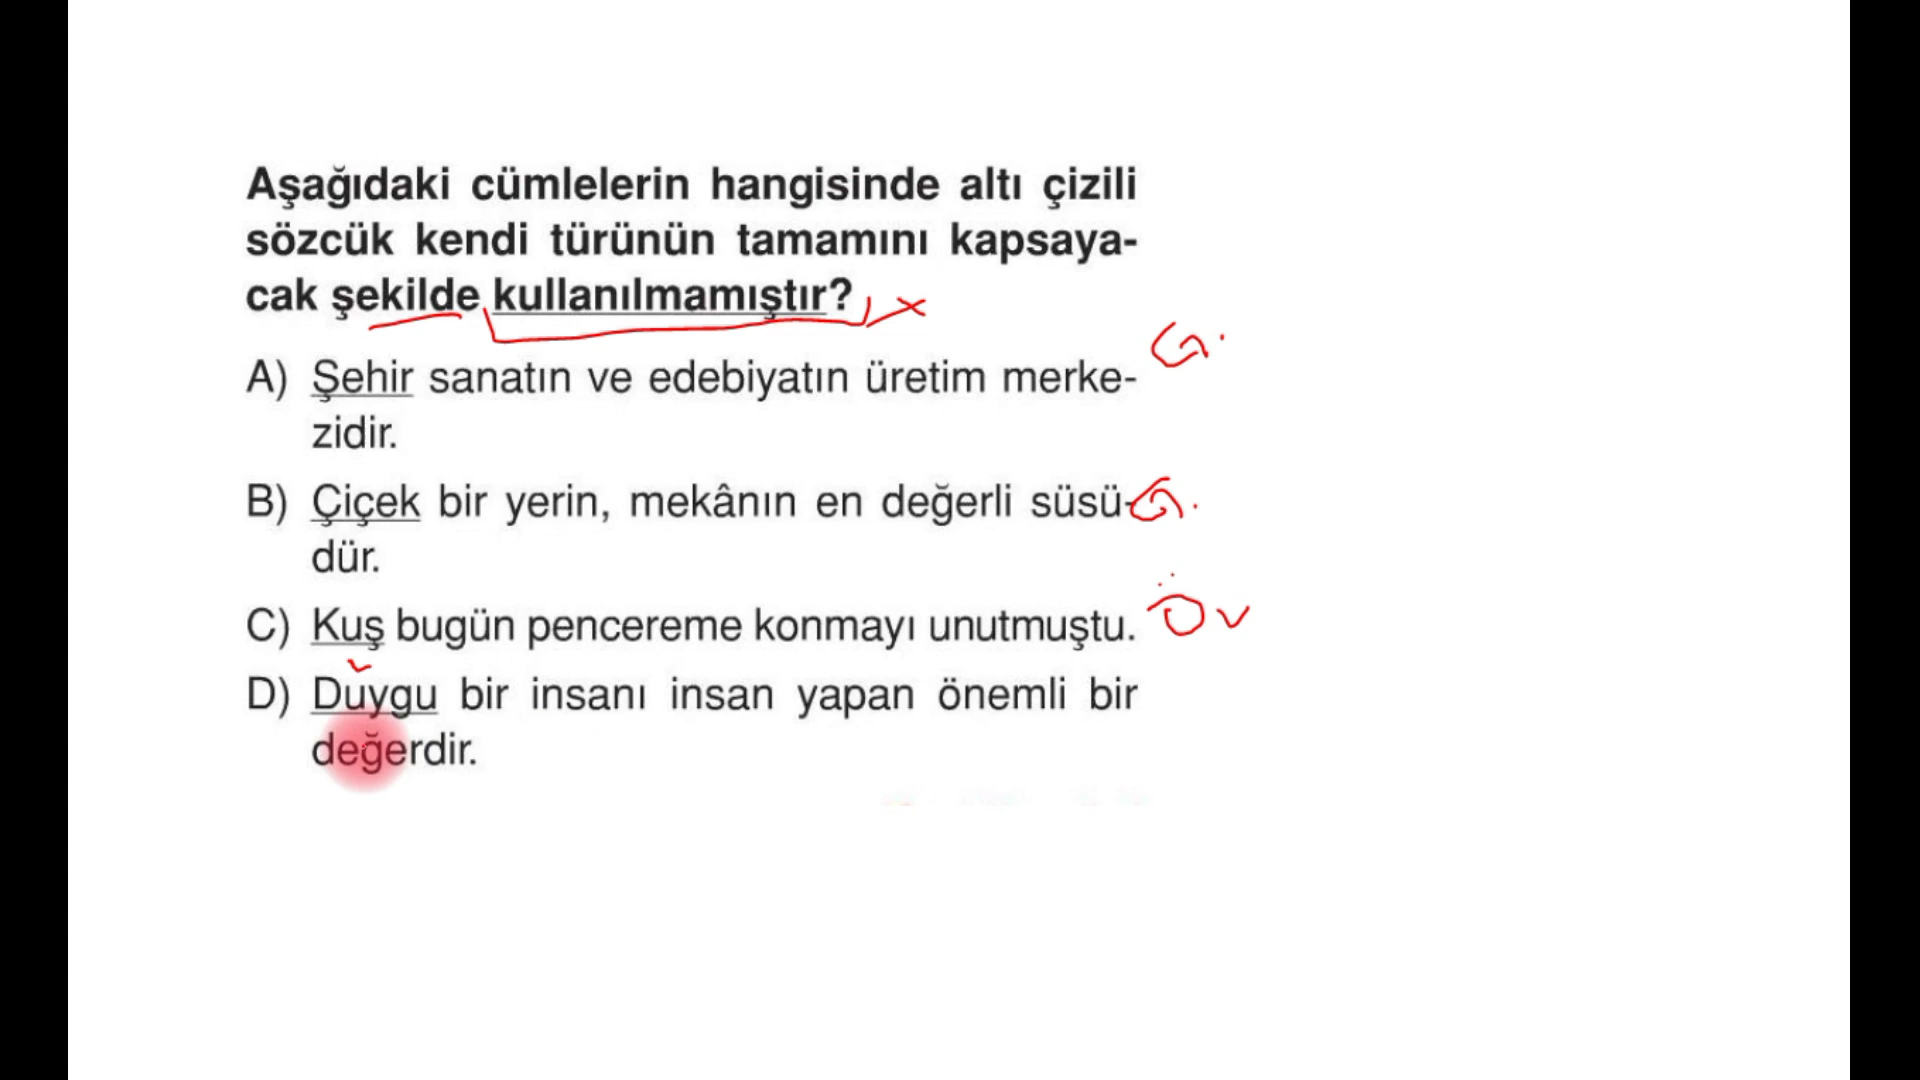 Aşağıdaki cümlelerin hangisinde altı çizili
sözcük kendi türünün tamamını kapsaya-
cak şekilde kullanılmamıştır?
G.
A) Şehir sanatın ve edebiyatın üretim merke-
zidir.
B) Çiçek bir yerin, mekânın en değerli süsü- G.
dür.
C) Kuş bugün pencereme konmayı unutmuştu. Ö
D) Duygu bir insanı insan yapan önemli bir
değerdir.